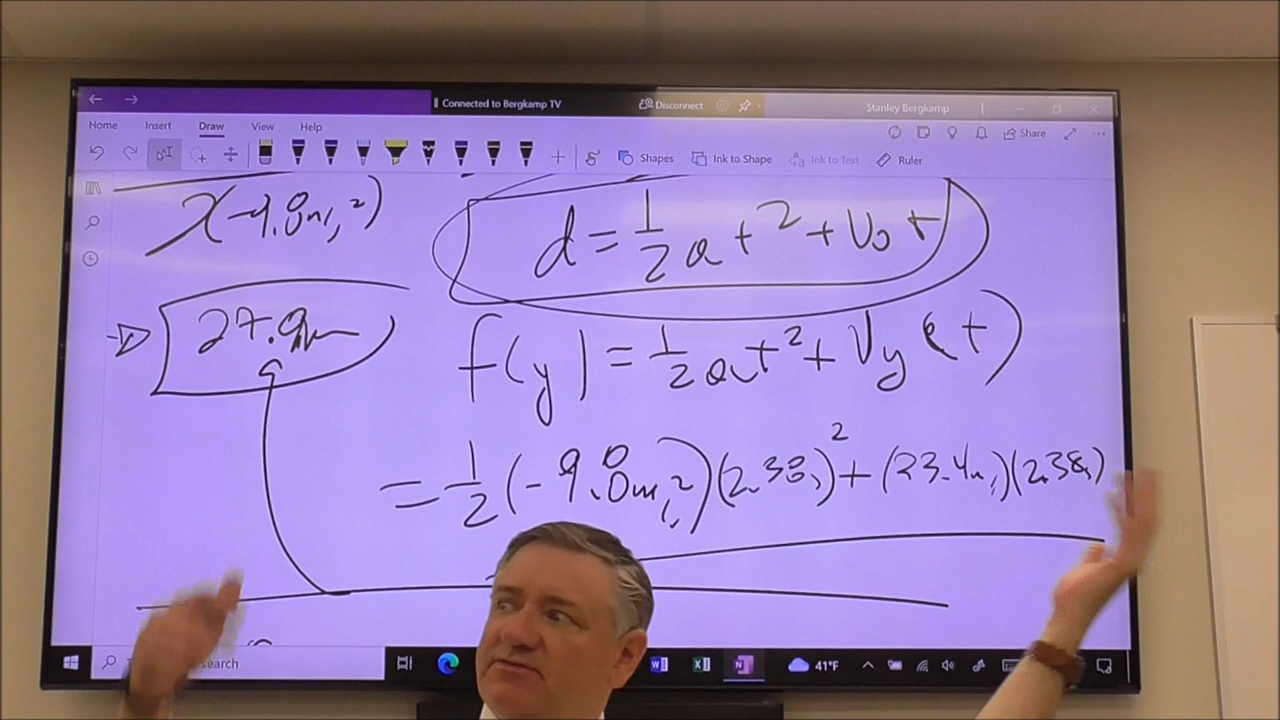 Connected to Bergkamp TV Disconnect Stanley Bergkamp
Home Insert Draw View Help Share
Shapes Ink to Shape Ink to Text Ruler
d = 1/2 at² + V₀t
27.9m
f(y) = 1/2 at² + Vy(t)
= 1/2 (-9.8m/s²)(2.38s)² + (23.4m/s)(2.38s)
search 41°F